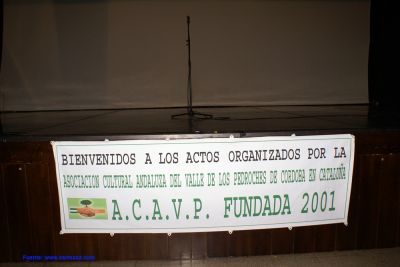 BIENVENIDOS A LOS ACTOS ORGANIZADOS POR LA
ASOCIACION CULTURAL ANDALUZA DEL VALLE DE LOS PEDROCHES DE CORDOBA EN CATALUÑA
A.C.A.V.P. FUNDADA 2001